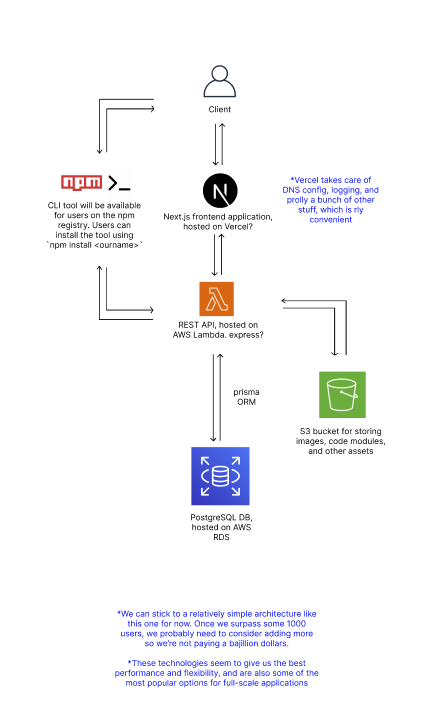 Client
*Vercel takes care of
DNS config, logging, and
prolly a bunch of other
stuff, which is rly
convenient
npm
CLI tool will be available
for users on the npm
registry. Users can
install the tool using
`npm install <ourname>`
N
Next.js frontend application,
hosted on Vercel?
REST API, hosted on
AWS Lambda. express?
prisma
ORM
S3 bucket for storing
images, code modules,
and other assets
PostgreSQL DB,
hosted on AWS
RDS
*We can stick to a relatively simple architecture like
this one for now. Once we surpass some 1000
users, we probably need to consider adding more
so we're not paying a bajillion dollars.
*These technologies seem to give us the best
performance and flexibility, and are also some of the
most popular options for full-scale applications